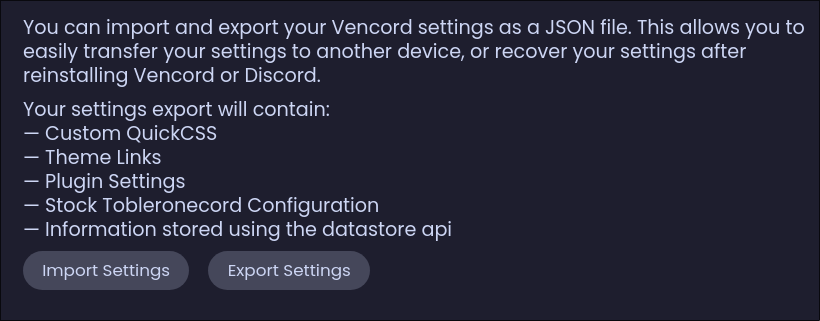 You can import and export your Vencord settings as a JSON file. This allows you to
easily transfer your settings to another device, or recover your settings after
reinstalling Vencord or Discord.
Your settings export will contain:
— Custom QuickCSS
— Theme Links
— Plugin Settings
— Stock Tobleronecord Configuration
— Information stored using the datastore api
Import Settings Export Settings